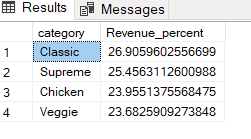 Results Messages
category Revenue_percent
1 Classic 26.9059602556699
2 Supreme 25.4563112600988
3 Chicken 23.9551375568475
4 Veggie 23.6825909273848